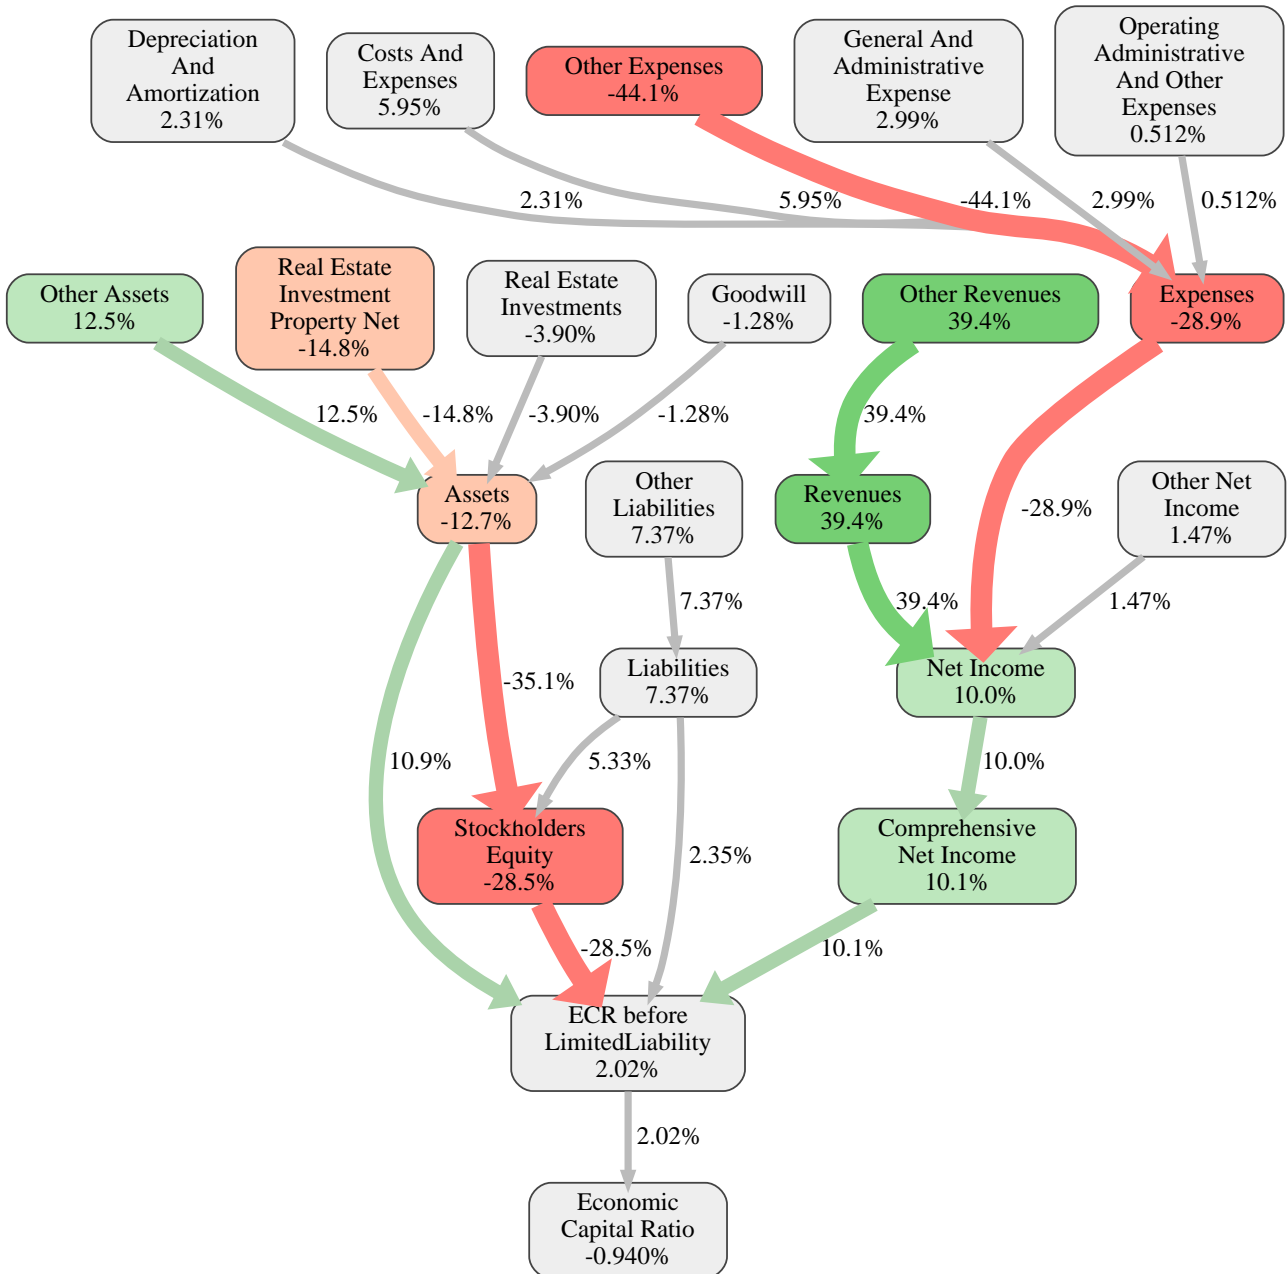 Depreciation
And
Amortization
2.31%
Costs And
Expenses
5.95%
Other Expenses
-44.1%
General And
Administrative
Expense
2.99%
Operating
Administrative
And Other
Expenses
0.512%
2.31%
5.95%
-44.1%
2.99%
0.512%
Other Assets
12.5%
Real Estate
Investment
Property Net
-14.8%
Real Estate
Investments
-3.90%
Goodwill
-1.28%
Other Revenues
39.4%
Expenses
-28.9%
12.5%
-14.8%
-3.90%
-1.28%
39.4%
-28.9%
Assets
-12.7%
Other
Liabilities
7.37%
Revenues
39.4%
Other Net
Income
1.47%
7.37%
39.4%
1.47%
-35.1%
Liabilities
7.37%
Net Income
10.0%
10.9%
5.33%
2.35%
10.0%
Stockholders
Equity
-28.5%
Comprehensive
Net Income
10.1%
-28.5%
10.1%
ECR before
LimitedLiability
2.02%
2.02%
Economic
Capital Ratio
-0.940%